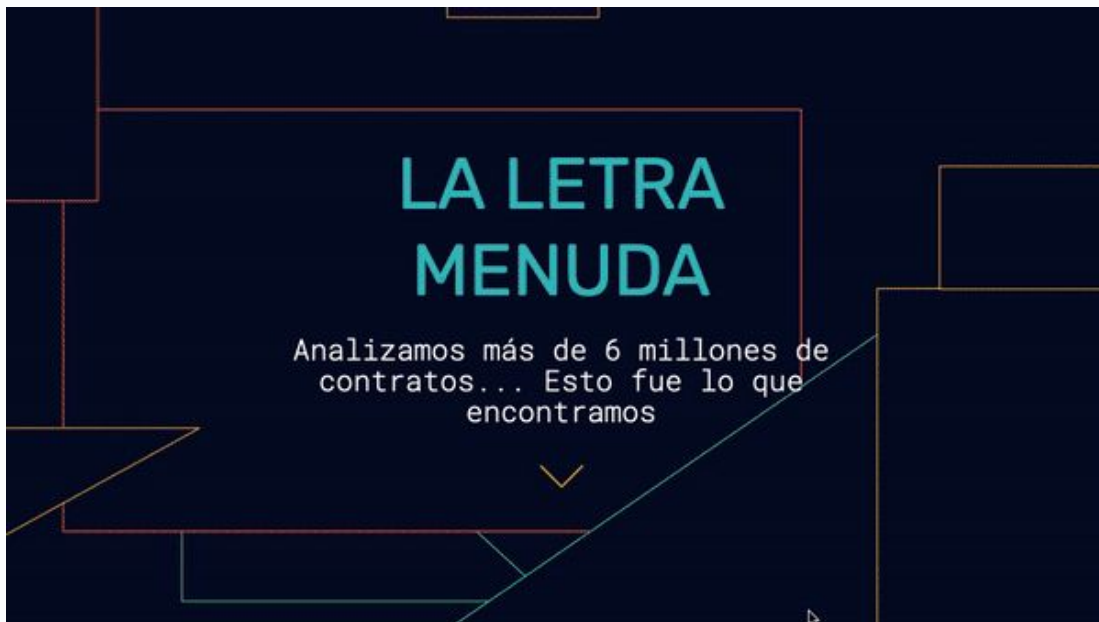 LA LETRA
MENUDA
Analizamos más de 6 millones de
contratos... Esto fue lo que
encontramos